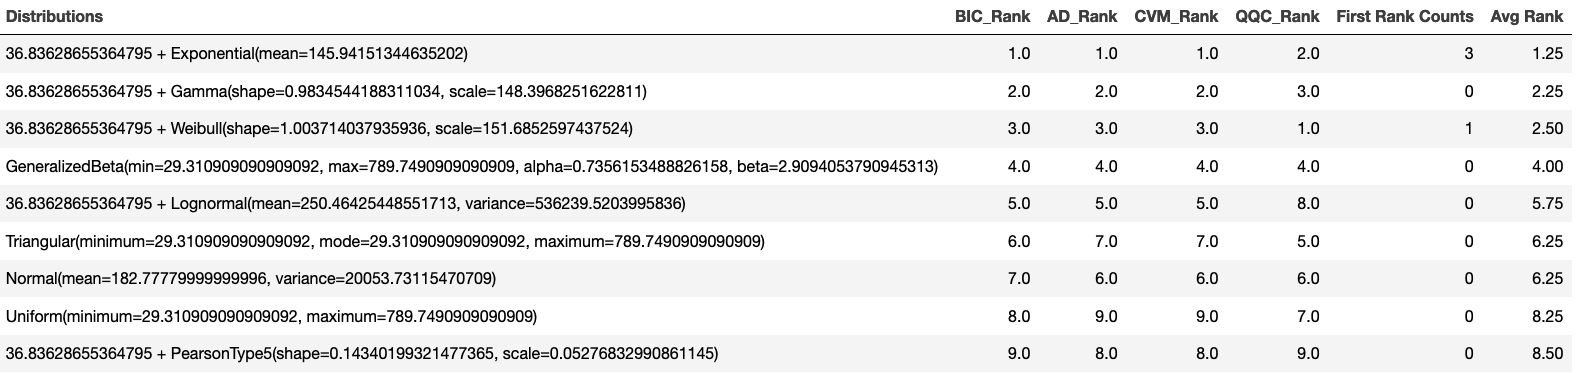 Distributions BIC_Rank AD_Rank CVM_Rank QQC_Rank First Rank Counts Avg Rank
36.83628655364795 + Exponential(mean=145.94151344635202) 1.0 1.0 1.0 2.0 3 1.25
36.83628655364795 + Gamma(shape=0.9834544188311034, scale=148.3968251622811) 2.0 2.0 2.0 3.0 0 2.25
36.83628655364795 + Weibull(shape=1.003714037935936, scale=151.6852597437524) 3.0 3.0 3.0 1.0 1 2.50
GeneralizedBeta(min=29.310909090909092, max=789.7490909090909, alpha=0.7356153488826158, beta=2.9094053790945313) 4.0 4.0 4.0 4.0 0 4.00
36.83628655364795 + Lognormal(mean=250.46425448551713, variance=536239.5203995836) 5.0 5.0 5.0 8.0 0 5.75
Triangular(minimum=29.310909090909092, mode=29.310909090909092, maximum=789.7490909090909) 6.0 7.0 7.0 5.0 0 6.25
Normal(mean=182.77779999999996, variance=20053.73115470709) 7.0 6.0 6.0 6.0 0 6.25
Uniform(minimum=29.310909090909092, maximum=789.7490909090909) 8.0 9.0 9.0 7.0 0 8.25
36.83628655364795 + PearsonType5(shape=0.14340199321477365, scale=0.05276832990861145) 9.0 8.0 8.0 9.0 0 8.50